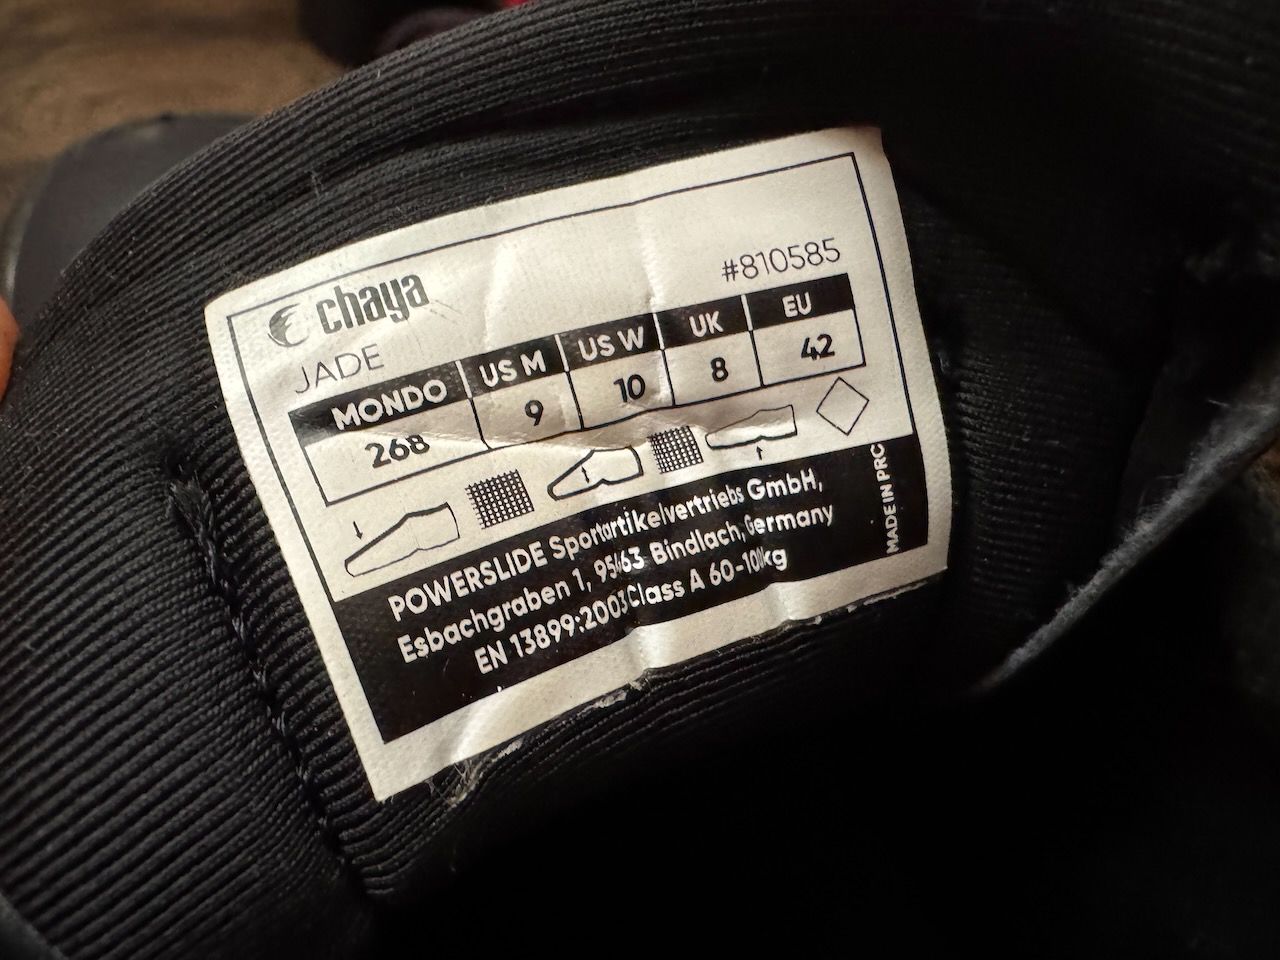 chaya
#810585
JADE
MONDO US M US W UK EU
268 9 10 8 42
POWERSLIDE Sportartikelvertriebs GmbH,
Esbachgraben 1, 95463 Bindlach, Germany
EN 13899:2003 Class A 60-100kg
MADE IN PRC